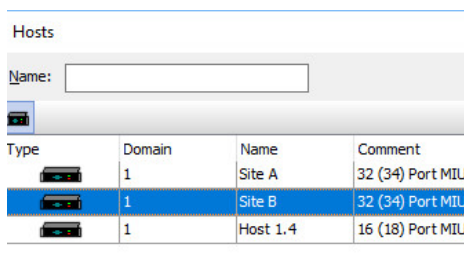 Hosts
Name:
Type Domain Name Comment
1 Site A 32 (34) Port MIU
1 Site B 32 (34) Port MIU
1 Host 1.4 16 (18) Port MIU